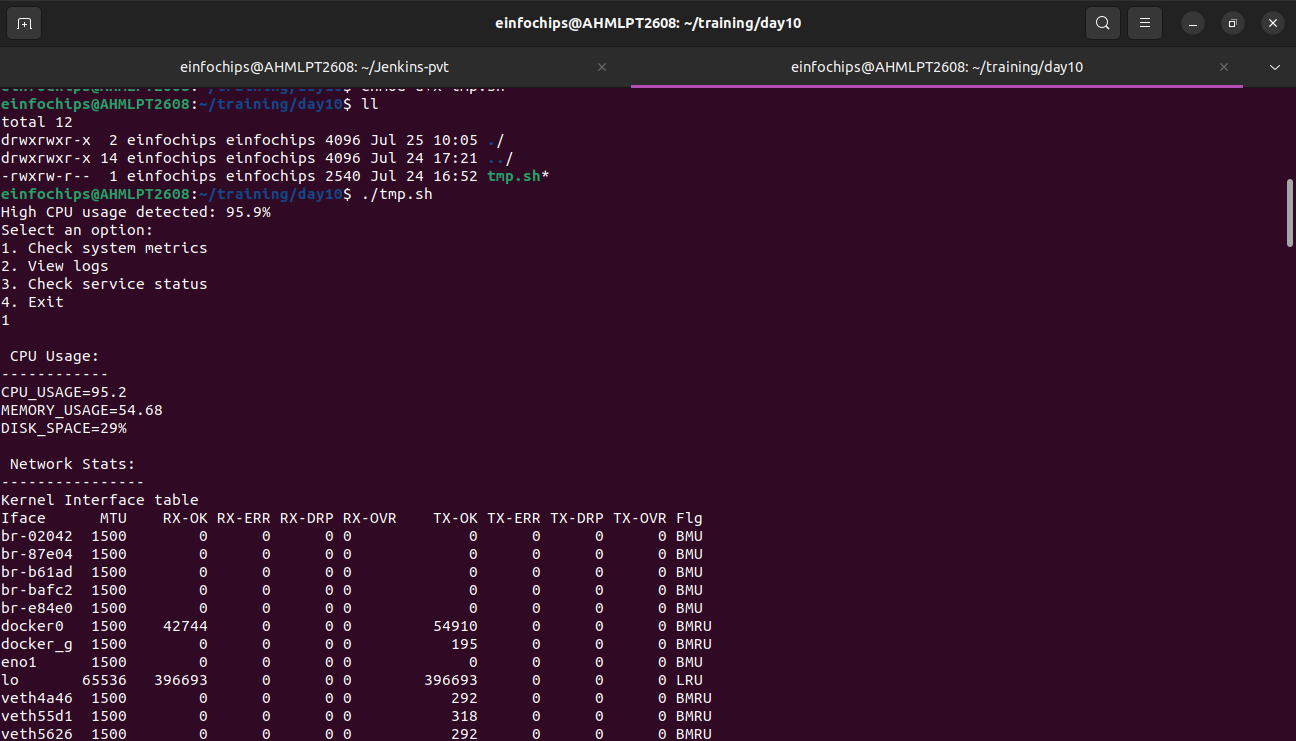 einfochips@AHMLPT2608: ~/training/day10
einfochips@AHMLPT2608: ~/Jenkins-pvt
einfochips@AHMLPT2608: ~/training/day10
einfochips@AHMLPT2608:~/training/day10$ chmod a+x tmp.sh
einfochips@AHMLPT2608:~/training/day10$ ll
total 12
drwxrwxr-x  2 einfochips einfochips 4096 Jul 25 10:05 ./
drwxrwxr-x 14 einfochips einfochips 4096 Jul 24 17:21 ../
-rwxrw-r--  1 einfochips einfochips 2540 Jul 24 16:52 tmp.sh*
einfochips@AHMLPT2608:~/training/day10$ ./tmp.sh
High CPU usage detected: 95.9%
Select an option:
1. Check system metrics
2. View logs
3. Check service status
4. Exit
1
 CPU Usage:
------------
CPU_USAGE=95.2
MEMORY_USAGE=54.68
DISK_SPACE=29%
 Network Stats:
----------------
Kernel Interface table
Iface      MTU    RX-OK RX-ERR RX-DRP RX-OVR    TX-OK TX-ERR TX-DRP TX-OVR Flg
br-02042  1500        0      0      0 0             0      0      0      0 BMU
br-87e04  1500        0      0      0 0             0      0      0      0 BMU
br-b61ad  1500        0      0      0 0             0      0      0      0 BMU
br-bafc2  1500        0      0      0 0             0      0      0      0 BMU
br-e84e0  1500        0      0      0 0             0      0      0      0 BMU
docker0   1500    42744      0      0 0         54910      0      0      0 BMRU
docker_g  1500        0      0      0 0           195      0      0      0 BMRU
eno1      1500        0      0      0 0             0      0      0      0 BMU
lo       65536   396693      0      0 0        396693      0      0      0 LRU
veth4a46  1500        0      0      0 0           292      0      0      0 BMRU
veth55d1  1500        0      0      0 0           318      0      0      0 BMRU
veth5626  1500        0      0      0 0           292      0      0      0 BMRU